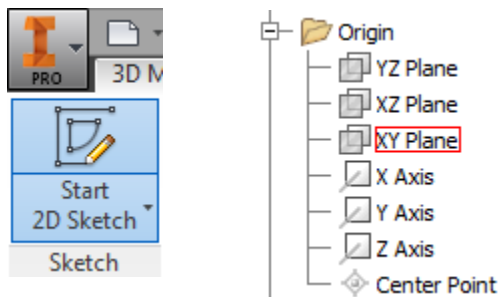 PRO
3D M
Start
2D Sketch
Sketch
Origin
YZ Plane
XZ Plane
XY Plane
X Axis
Y Axis
Z Axis
Center Point